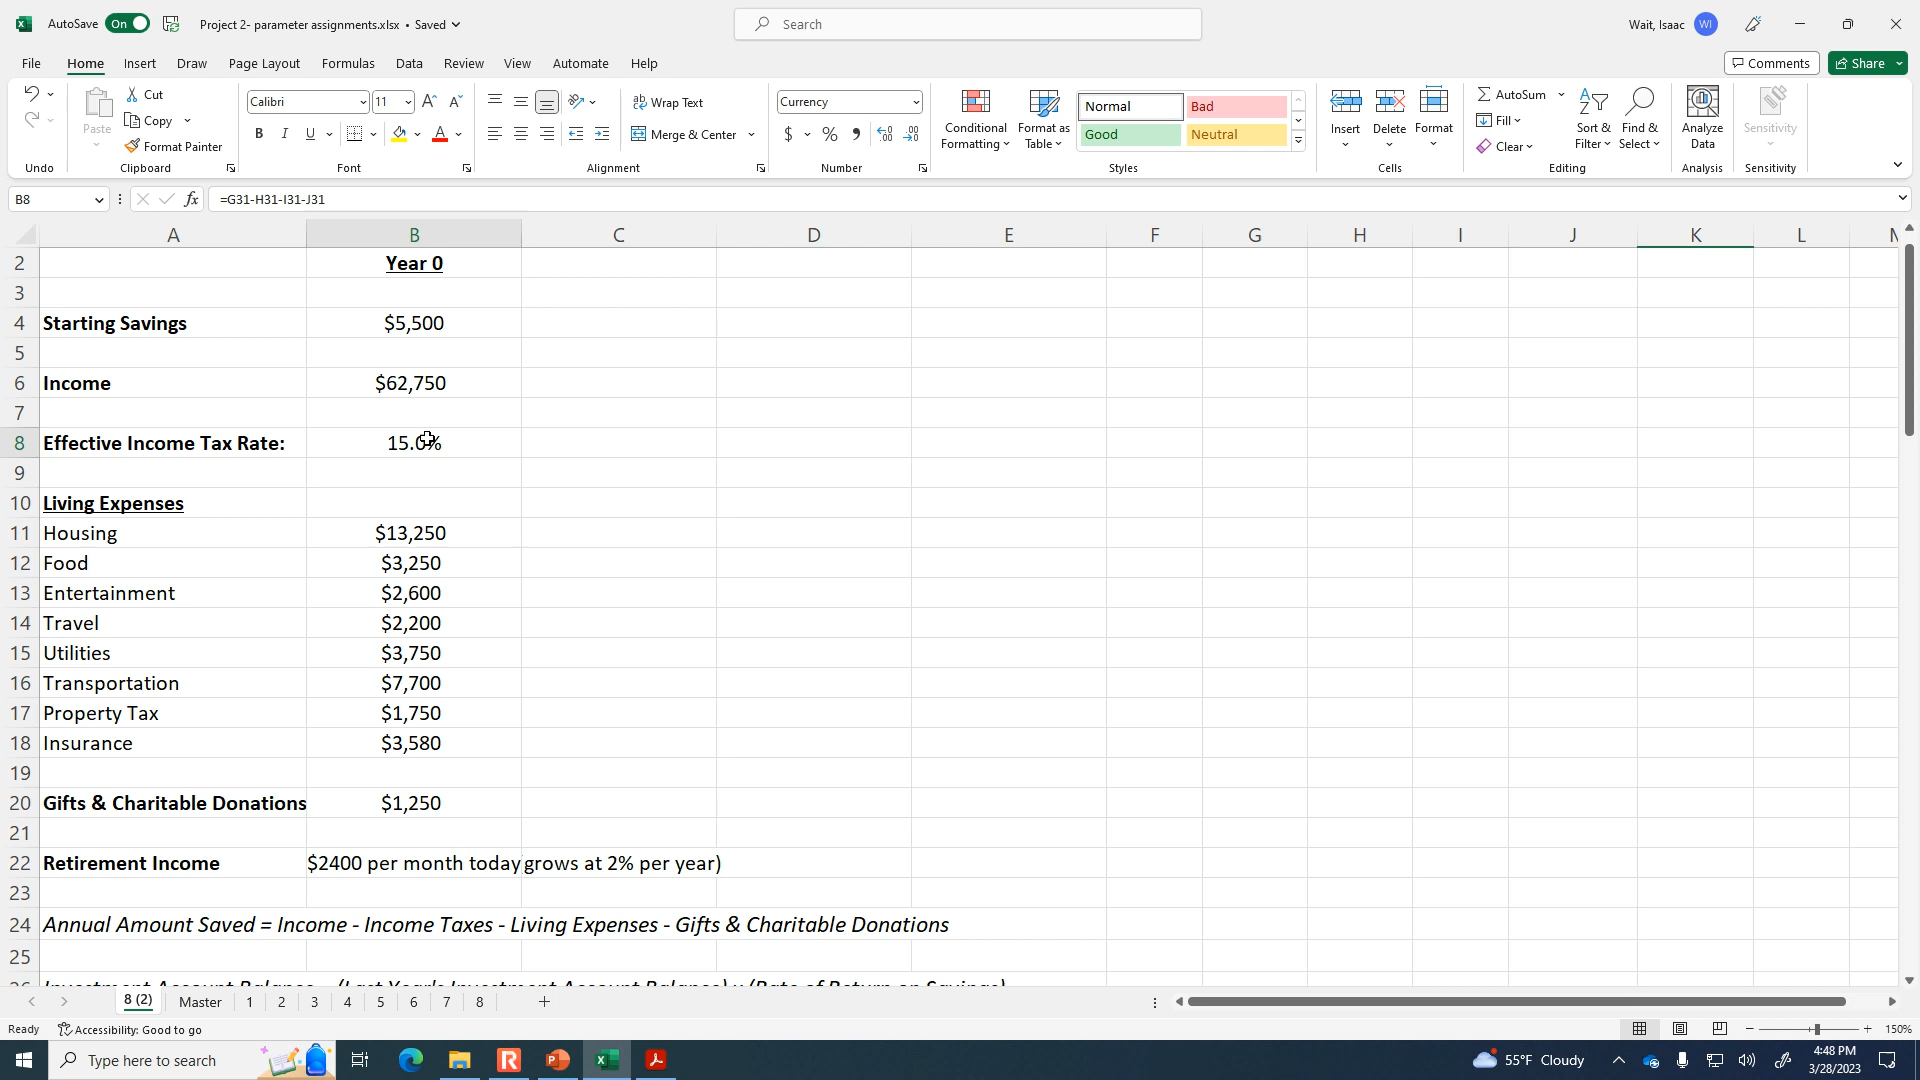 AutoSave On Project 2- parameter assignments.xlsx • Saved Search Wait, Isaac WI
File Home Insert Draw Page Layout Formulas Data Review View Automate Help Comments Share
Cut
Copy
Format Painter
Paste
Undo Clipboard
Calibri 11
B I U
Font
ab Wrap Text
Merge & Center
Alignment
Currency
$ % 9
Number
Conditional Formatting
Format as Table
Normal Bad
Good Neutral
Styles
Insert Delete Format
Cells
AutoSum
Fill
Clear
Sort & Filter
Find & Select
Editing
Analyze Data
Analysis
Sensitivity
Sensitivity
B8 fx =G31-H31-I31-J31
A B C D E F G H I J K L
2 Year 0
3
4 Starting Savings $5,500
5
6 Income $62,750
7
8 Effective Income Tax Rate: 15.0%
9
10 Living Expenses
11 Housing $13,250
12 Food $3,250
13 Entertainment $2,600
14 Travel $2,200
15 Utilities $3,750
16 Transportation $7,700
17 Property Tax $1,750
18 Insurance $3,580
19
20 Gifts & Charitable Donations $1,250
21
22 Retirement Income $2400 per month today grows at 2% per year)
23
24 Annual Amount Saved = Income - Income Taxes - Living Expenses - Gifts & Charitable Donations
25
8 (2) Master 1 2 3 4 5 6 7 8
Ready Accessibility: Good to go 150%
Type here to search 55°F Cloudy 4:48 PM
3/28/2023